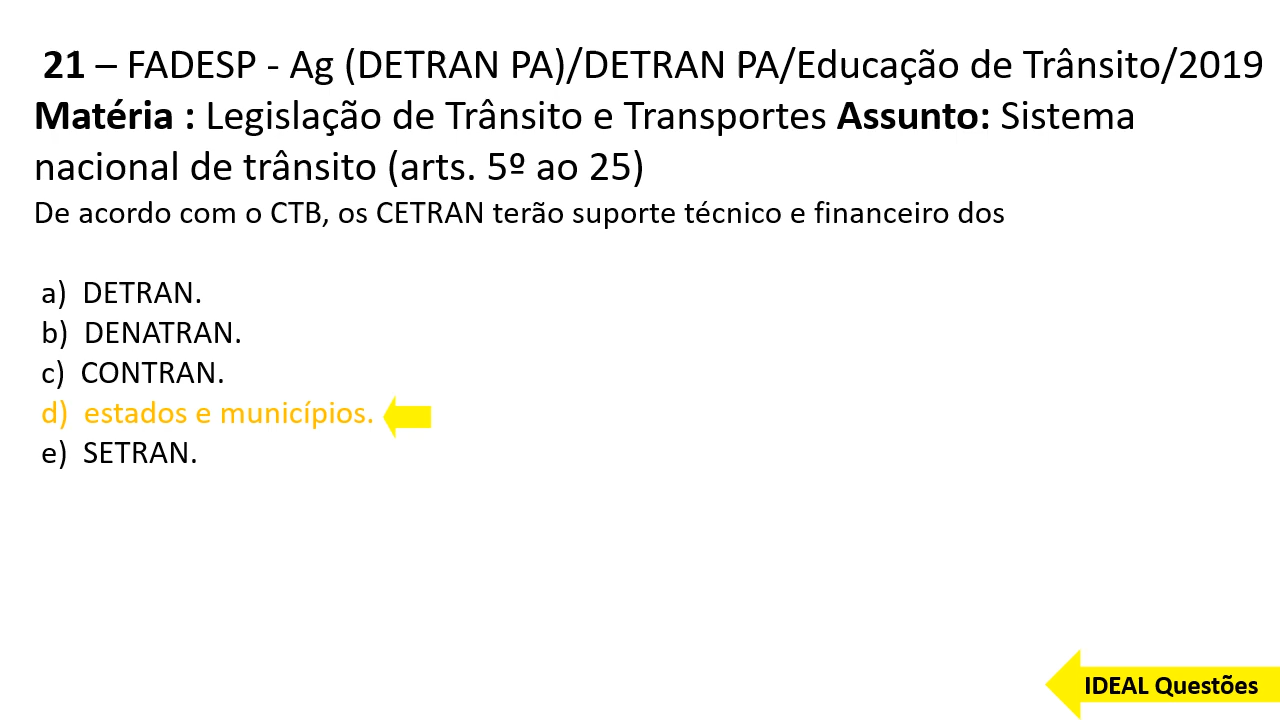 21 – FADESP - Ag (DETRAN PA)/DETRAN PA/Educação de Trânsito/2019
Matéria : Legislação de Trânsito e Transportes Assunto: Sistema
nacional de trânsito (arts. 5º ao 25)
De acordo com o CTB, os CETRAN terão suporte técnico e financeiro dos
a) DETRAN.
b) DENATRAN.
c) CONTRAN.
d) estados e municípios.
e) SETRAN.
IDEAL Questões